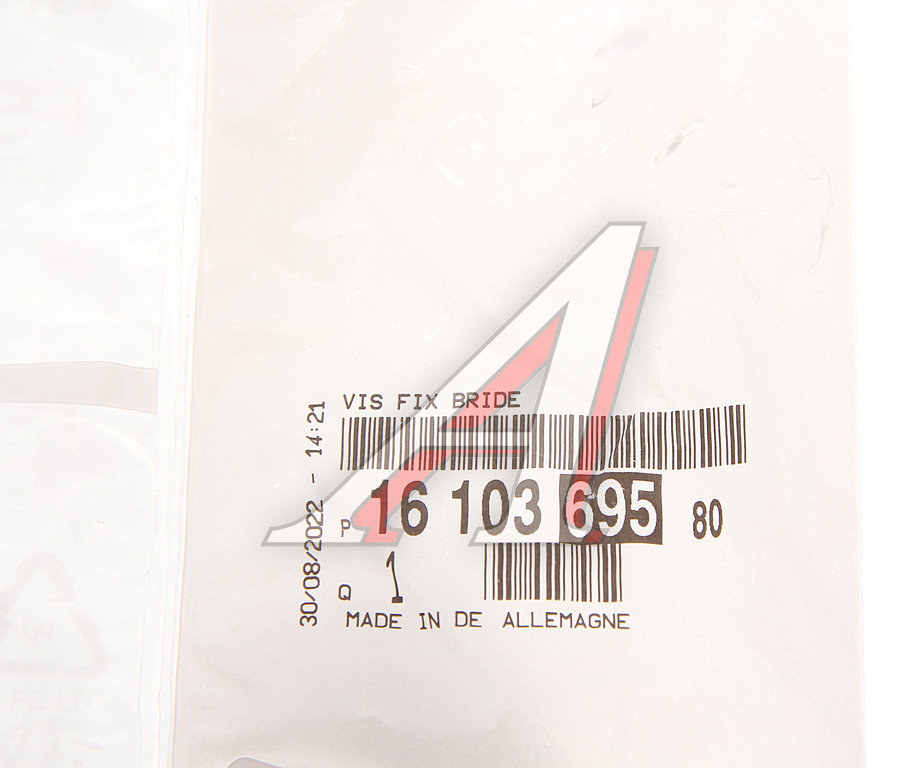 VIS FIX BRIDE
P 16 103 695 80
Q 1
MADE IN DE ALLEMAGNE
30/08/2022 - 14:21